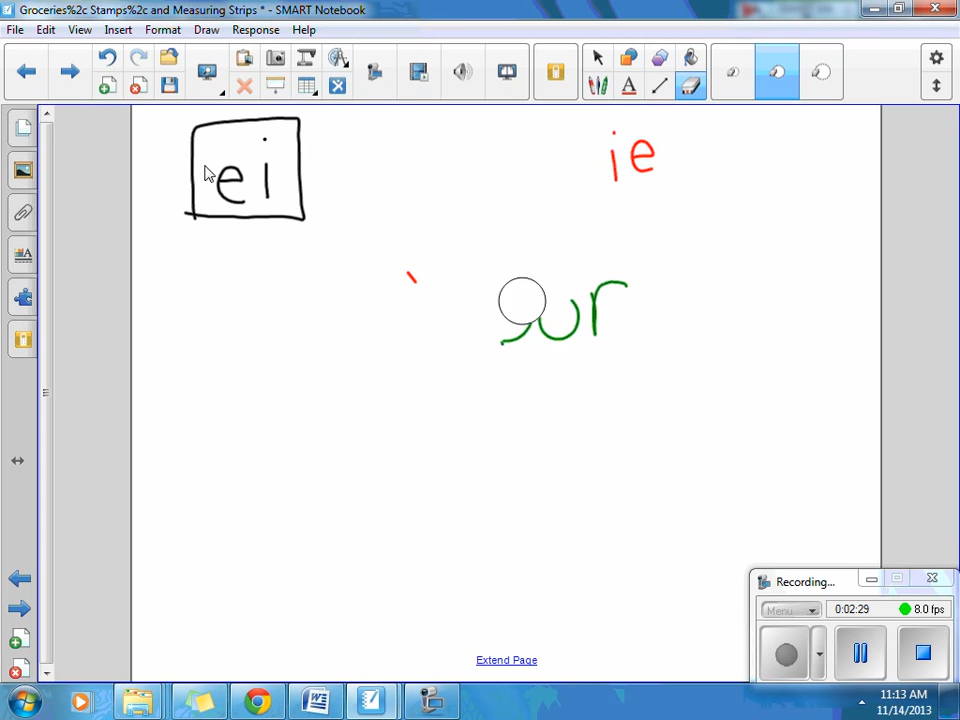 Groceries%2c Stamps%2c and Measuring Strips * - SMART Notebook
File Edit View Insert Format Draw Response Help
ei
ie
ur
Extend Page
Recording...
Menu 0:02:29 8.0 fps
11:13 AM
11/14/2013